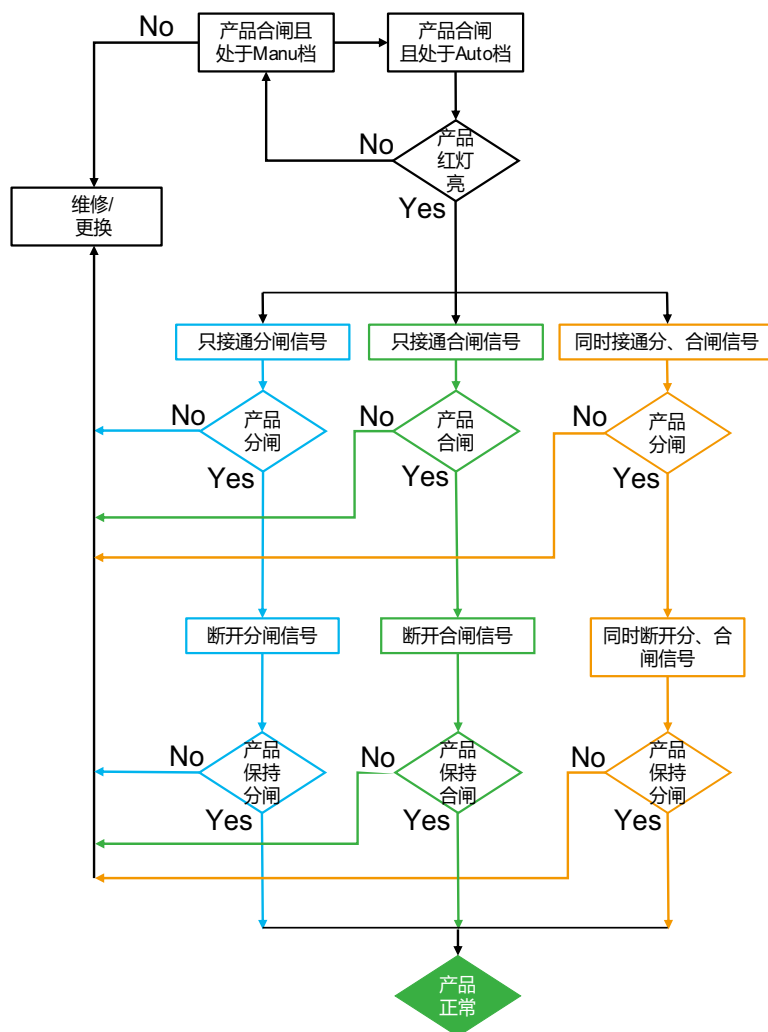 No
产品合闸且
处于Manu档
产品合闸
且处于Auto档
No
产品
红灯
亮
Yes
维修/
更换
只接通分闸信号
只接通合闸信号
同时接通分、合闸信号
No
产品
分闸
Yes
No
产品
合闸
Yes
No
产品
分闸
Yes
断开分闸信号
断开合闸信号
同时断开分、合
闸信号
No
产品
保持
分闸
Yes
No
产品
保持
合闸
Yes
No
产品
保持
分闸
Yes
产品
正常